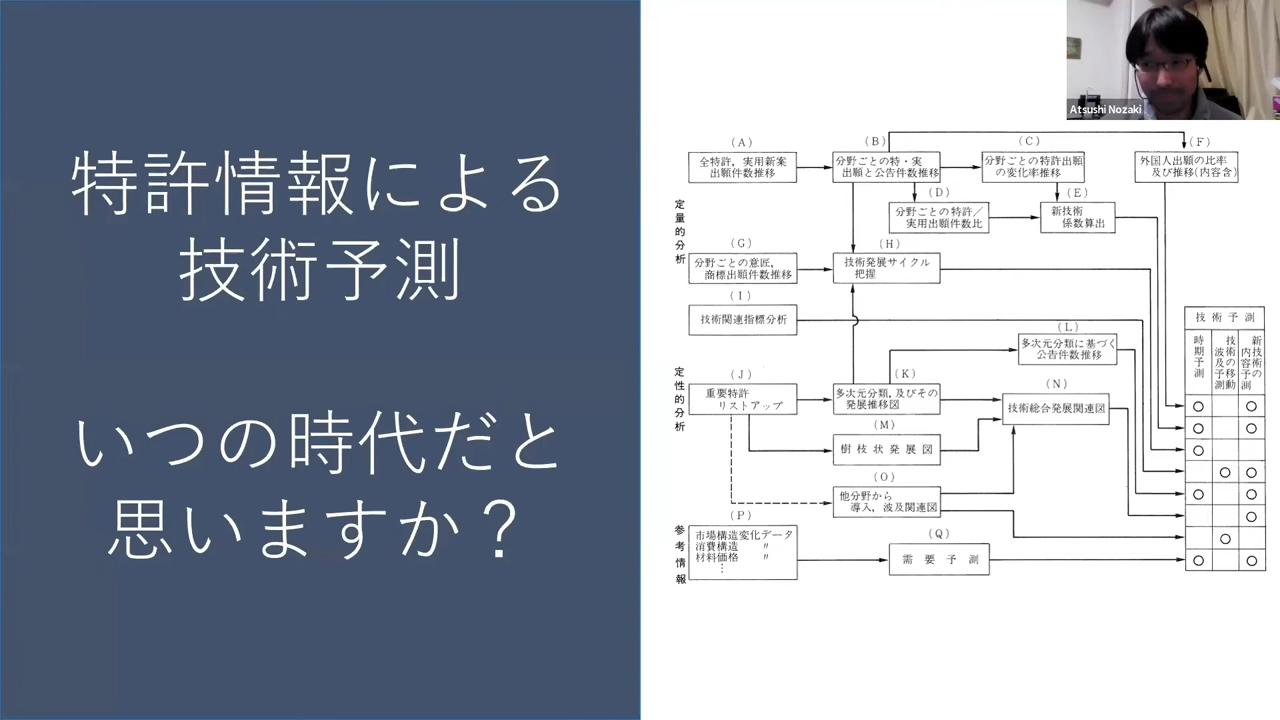 特許情報による
技術予測
いつの時代だと
思いますか？
Atsushi Nozaki
(A)
全特許，実用新案
出願件数推移
(B)
分野ごとの特・実
出願と公告件数推移
(C)
分野ごとの特許出願
の変化率推移
(F)
外国人出願の比率
及び推移(内容含)
定量的分析
(D)
分野ごとの特許／
実用出願件数比
(E)
新技術
係数算出
(G)
分野ごとの意匠，
商標出願件数推移
(H)
技術発展サイクル
把握
(I)
技術関連指標分析
(L)
多次元分類に基づく
公告件数推移
定性的分析
(J)
重要特許
リストアップ
(K)
多次元分類，及びその
発展推移図
(N)
技術総合発展関連図
(M)
樹枝状発展図
(O)
他分野から
導入，波及関連図
参考情報
(P)
市場構造変化データ
消費構造 〃
材料価格 〃
⋮
(Q)
需要予測
技術予測
時期予測
技術の移動
波及予測
新技術の
内容予測
○ ○
○ ○
○
○ ○
○ ○
○
○
○ ○